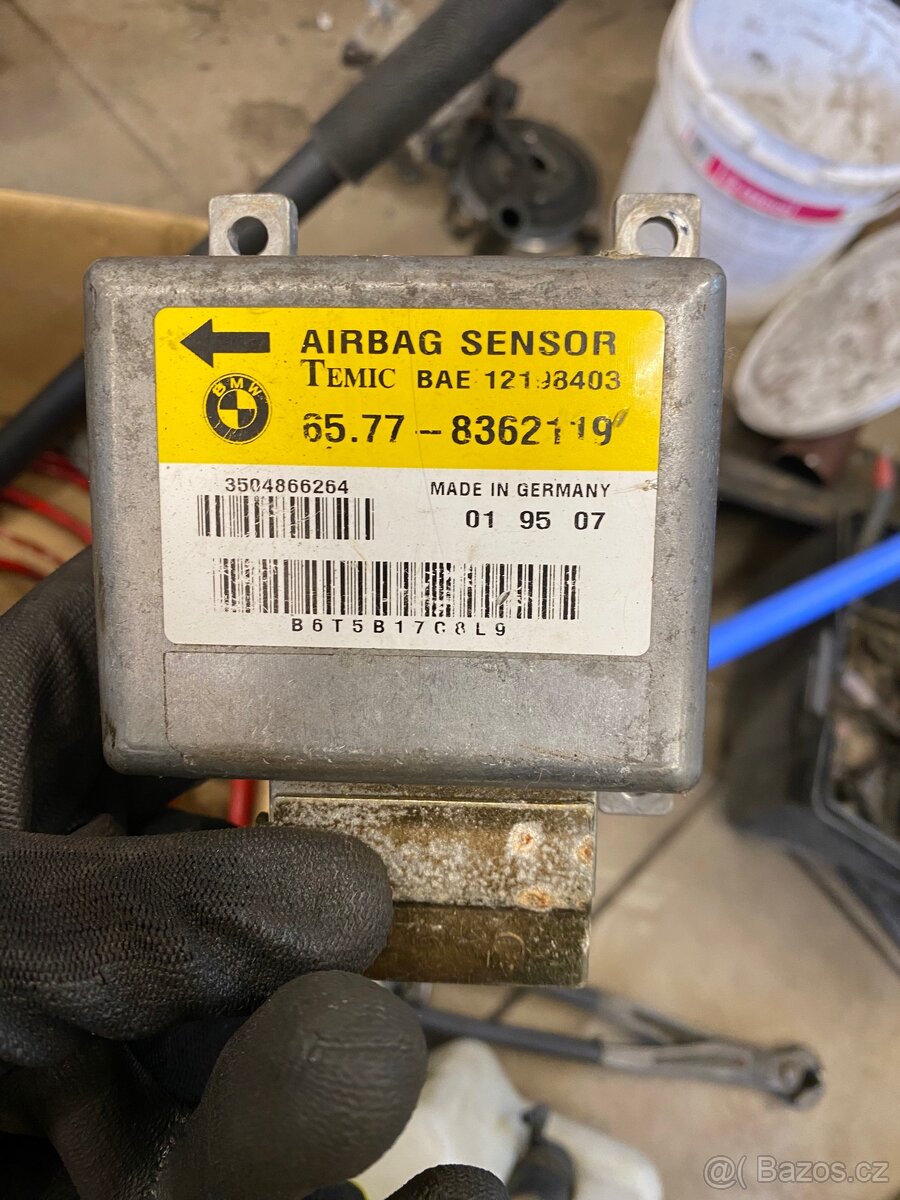 AIRBAG SENSOR
BMW
TEMIC BAE 12198403
65.77-8362119
3504866264
MADE IN GERMANY
01 95 07
B6T5B17C8L9
@( Bazos.cz